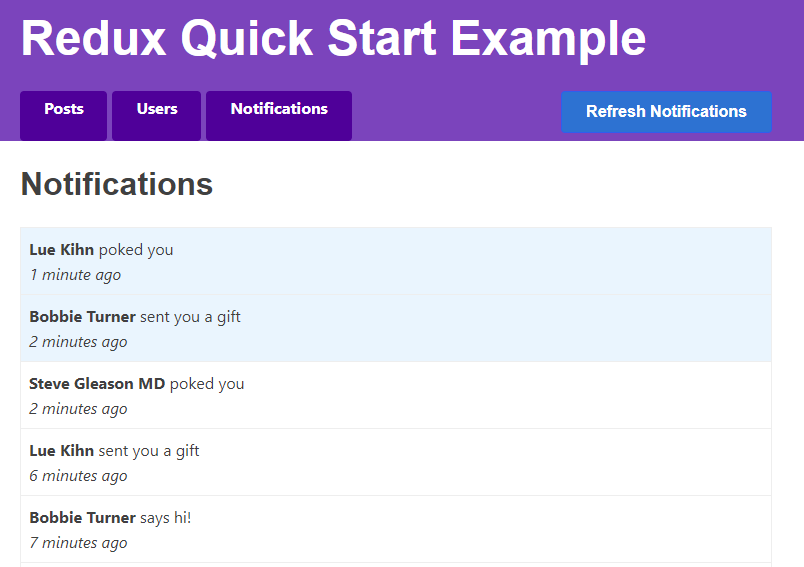 Redux Quick Start Example
Posts Users Notifications Refresh Notifications
Notifications
Lue Kihn poked you
1 minute ago
Bobbie Turner sent you a gift
2 minutes ago
Steve Gleason MD poked you
2 minutes ago
Lue Kihn sent you a gift
6 minutes ago
Bobbie Turner says hi!
7 minutes ago